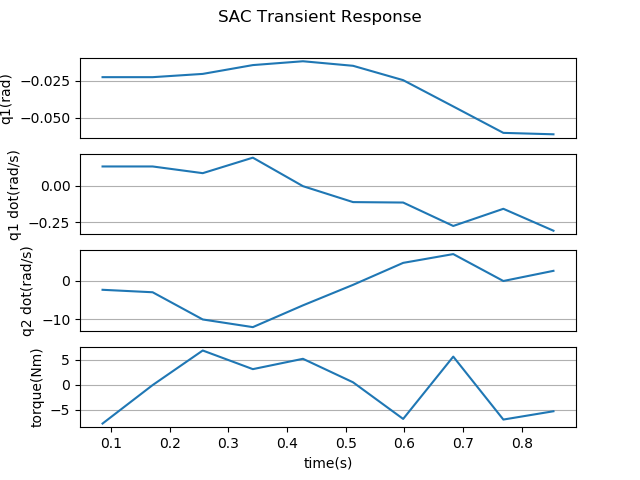 SAC Transient Response
q1(rad)
−0.025
−0.050
q1 dot(rad/s)
0.00
−0.25
q2 dot(rad/s)
0
−10
torque(Nm)
5
0
−5
0.1 0.2 0.3 0.4 0.5 0.6 0.7 0.8
time(s)